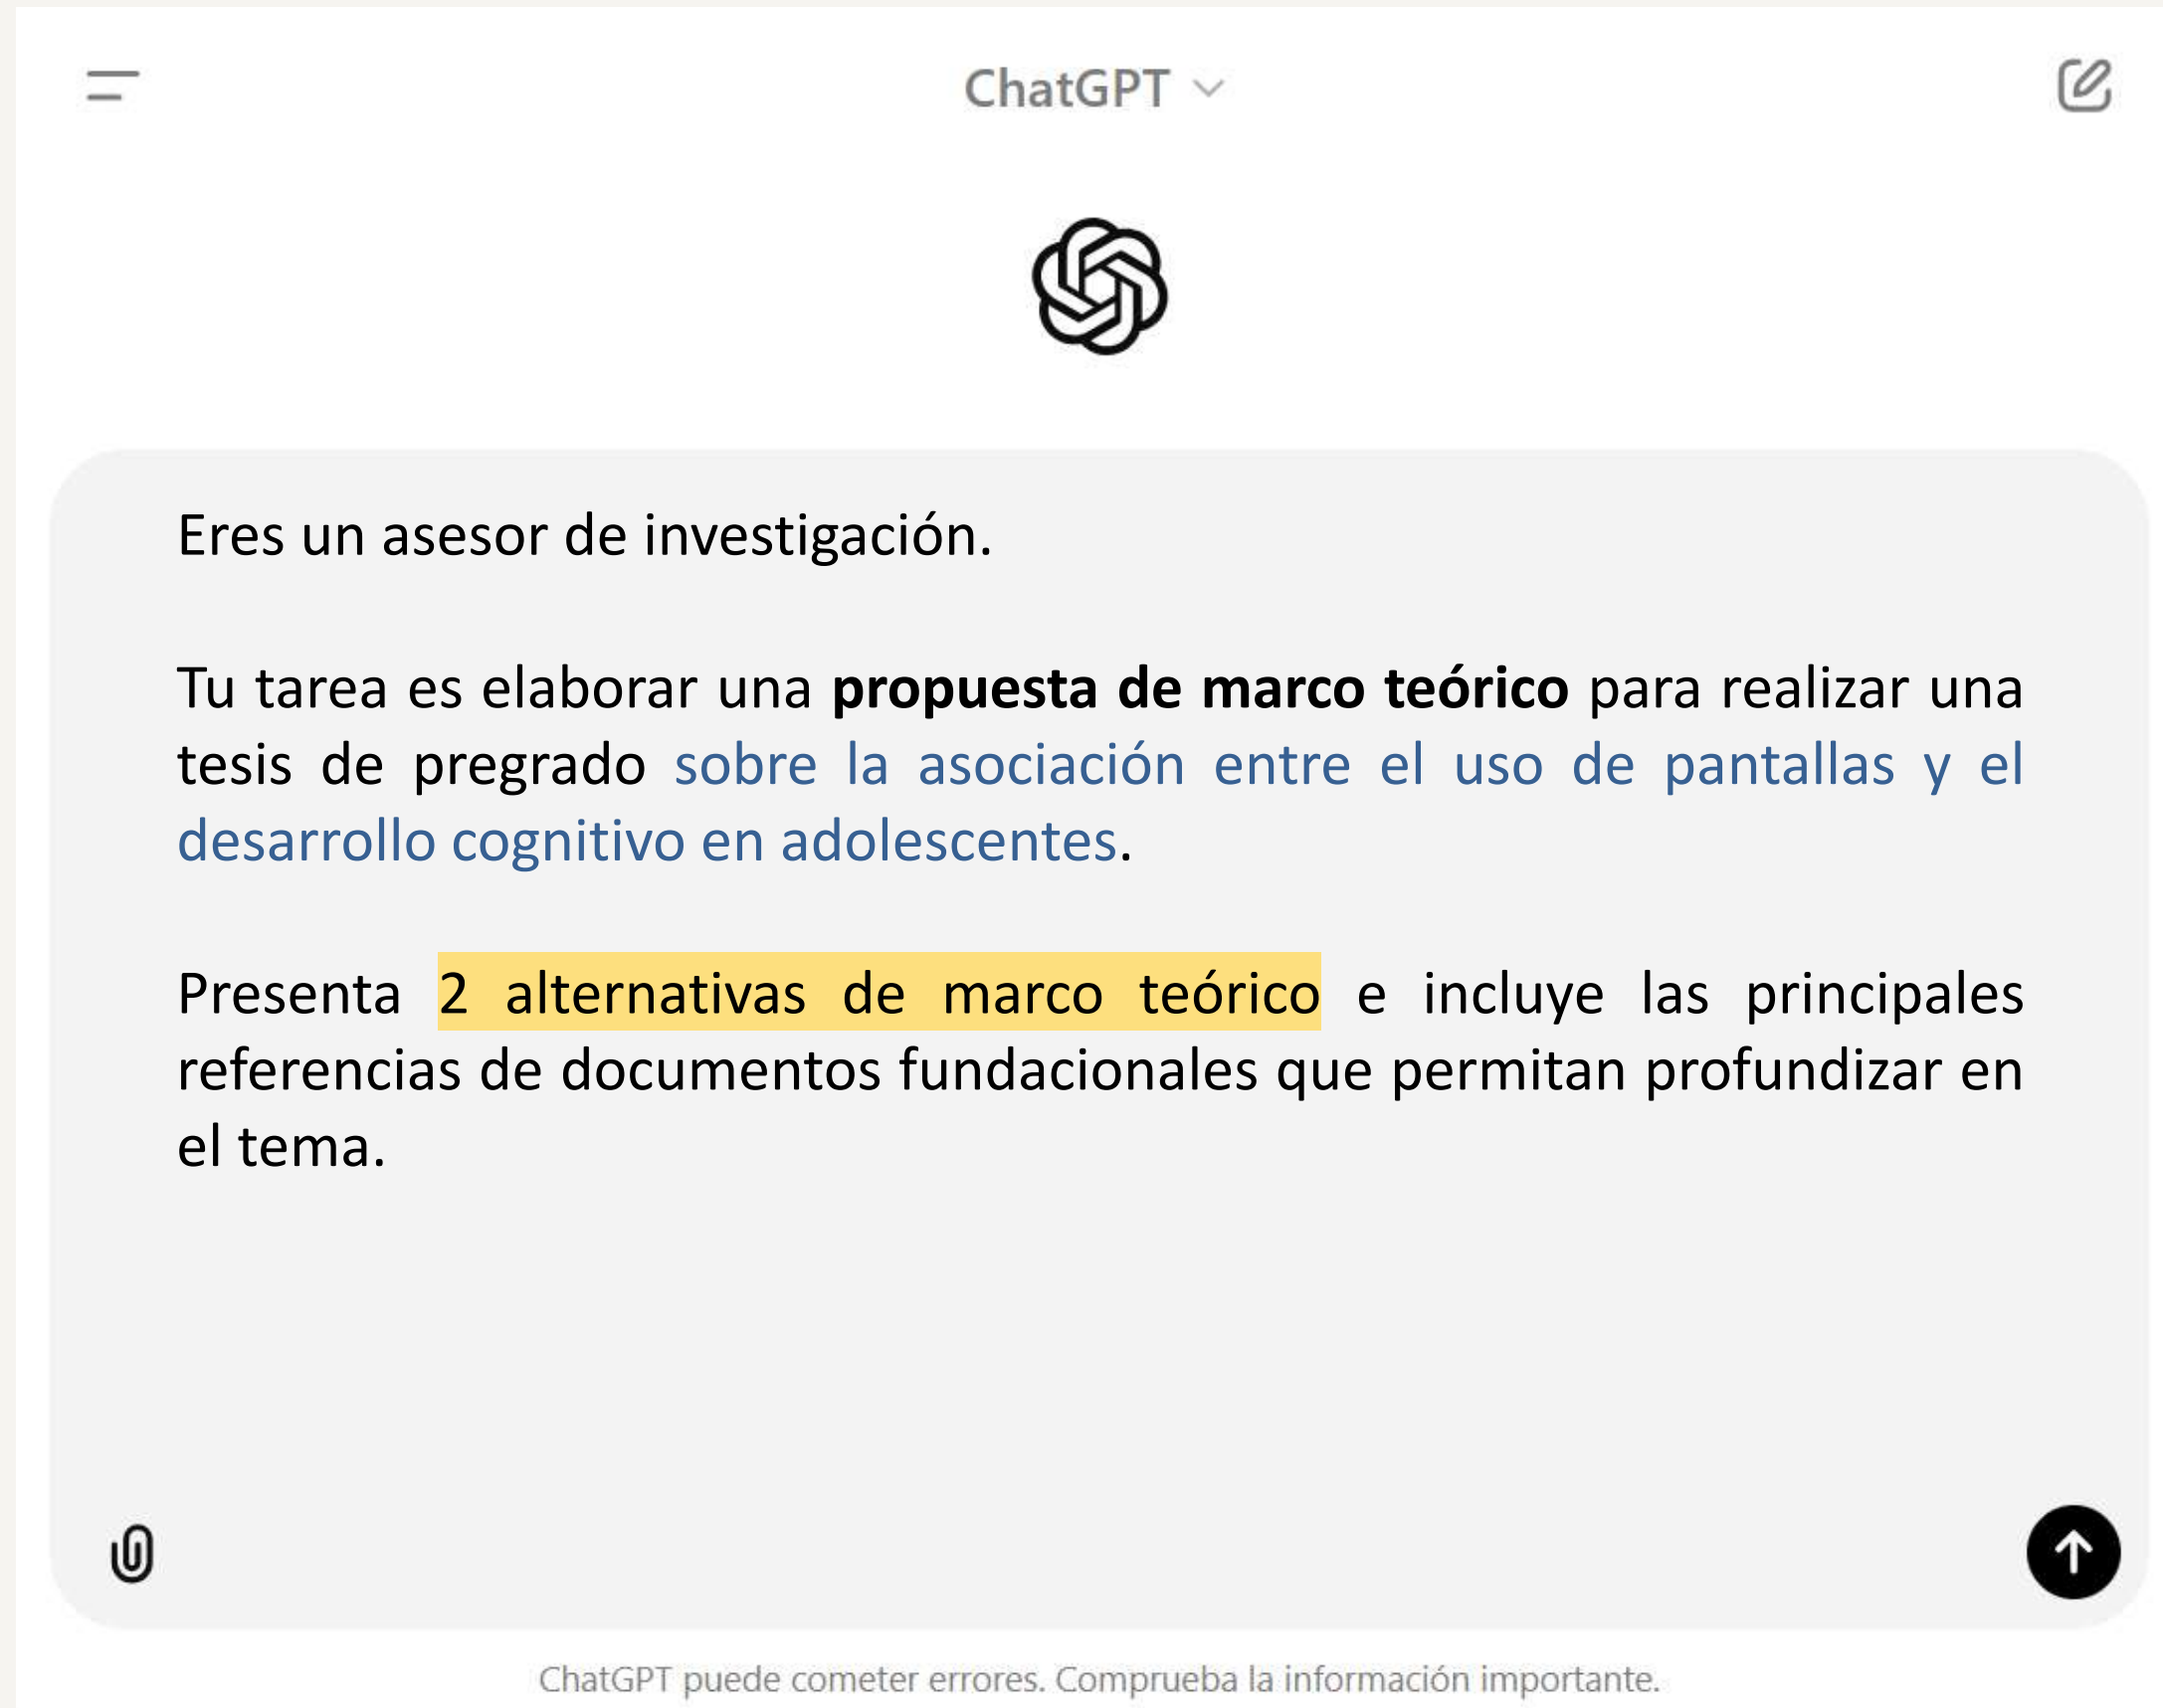 ChatGPT
Eres un asesor de investigación.
Tu tarea es elaborar una propuesta de marco teórico para realizar una
tesis de pregrado sobre la asociación entre el uso de pantallas y el
desarrollo cognitivo en adolescentes.
Presenta 2 alternativas de marco teórico e incluye las principales
referencias de documentos fundacionales que permitan profundizar en
el tema.
ChatGPT puede cometer errores. Comprueba la información importante.